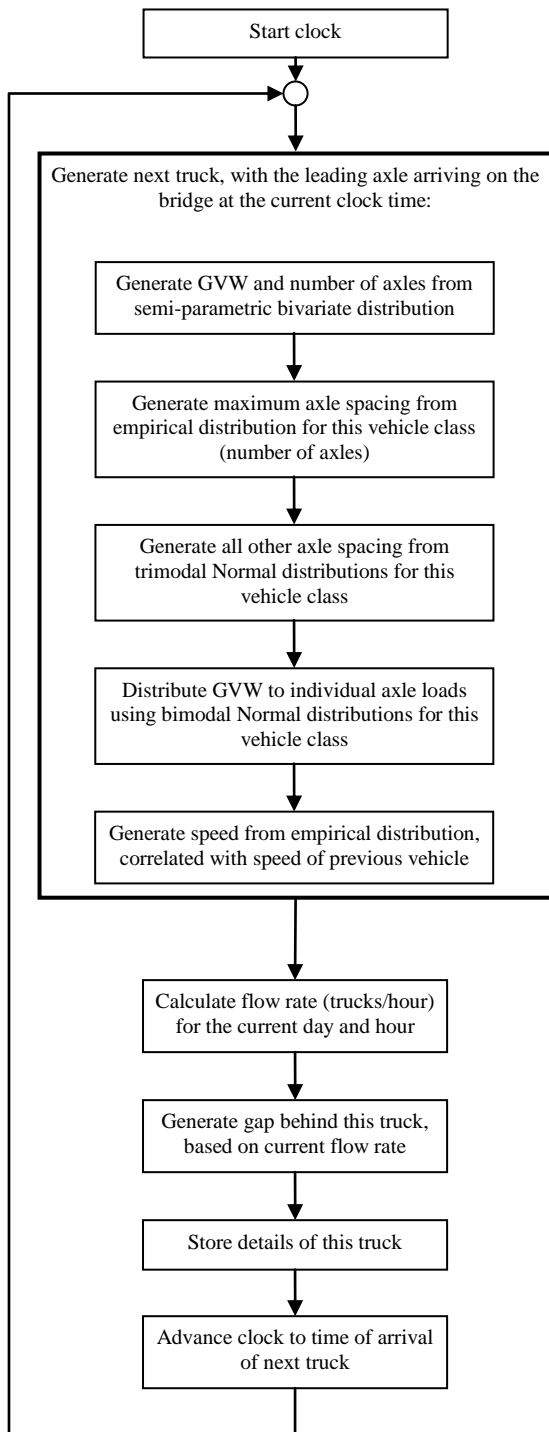 Start clock
Generate next truck, with the leading axle arriving on the
bridge at the current clock time:
Generate GVW and number of axles from
semi-parametric bivariate distribution
Generate maximum axle spacing from
empirical distribution for this vehicle class
(number of axles)
Generate all other axle spacing from
trimodal Normal distributions for this
vehicle class
Distribute GVW to individual axle loads
using bimodal Normal distributions for this
vehicle class
Generate speed from empirical distribution,
correlated with speed of previous vehicle
Calculate flow rate (trucks/hour)
for the current day and hour
Generate gap behind this truck,
based on current flow rate
Store details of this truck
Advance clock to time of arrival
of next truck